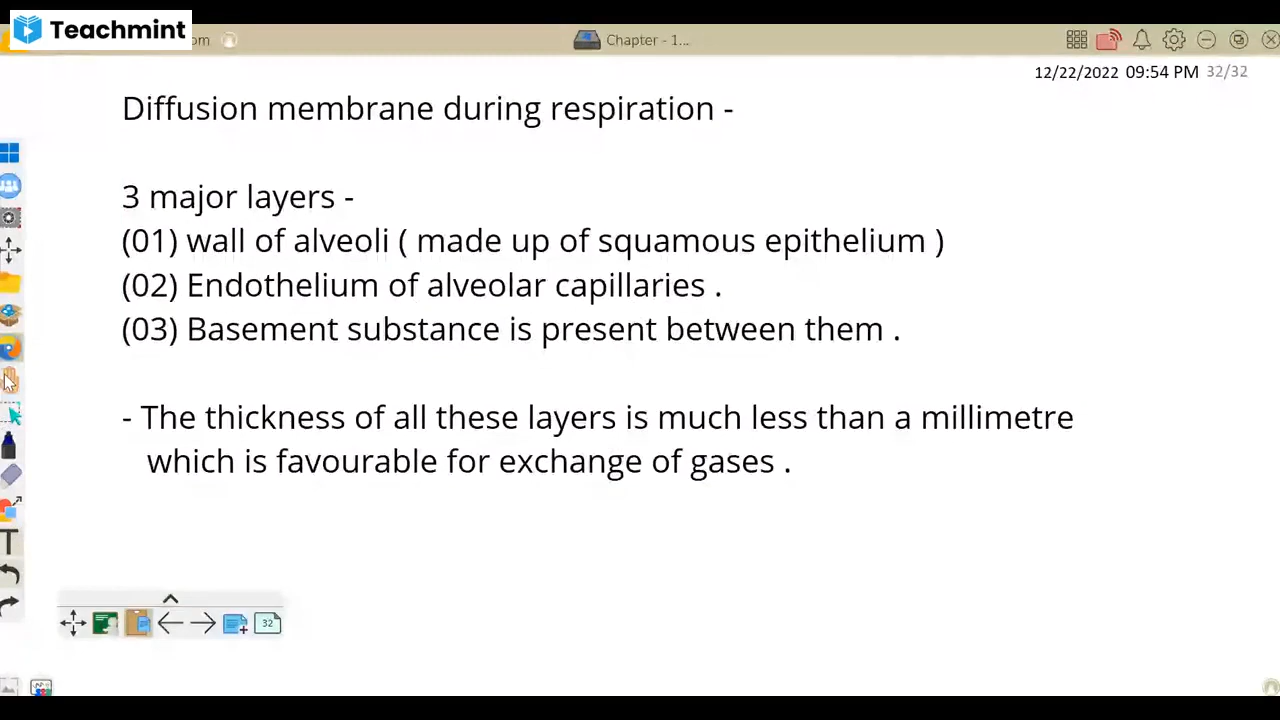 Teachmint
om
Chapter - 1...
12/22/2022 09:54 PM 32/32
Diffusion membrane during respiration -
3 major layers -
(01) wall of alveoli ( made up of squamous epithelium )
(02) Endothelium of alveolar capillaries .
(03) Basement substance is present between them .
- The thickness of all these layers is much less than a millimetre
which is favourable for exchange of gases .
T
32